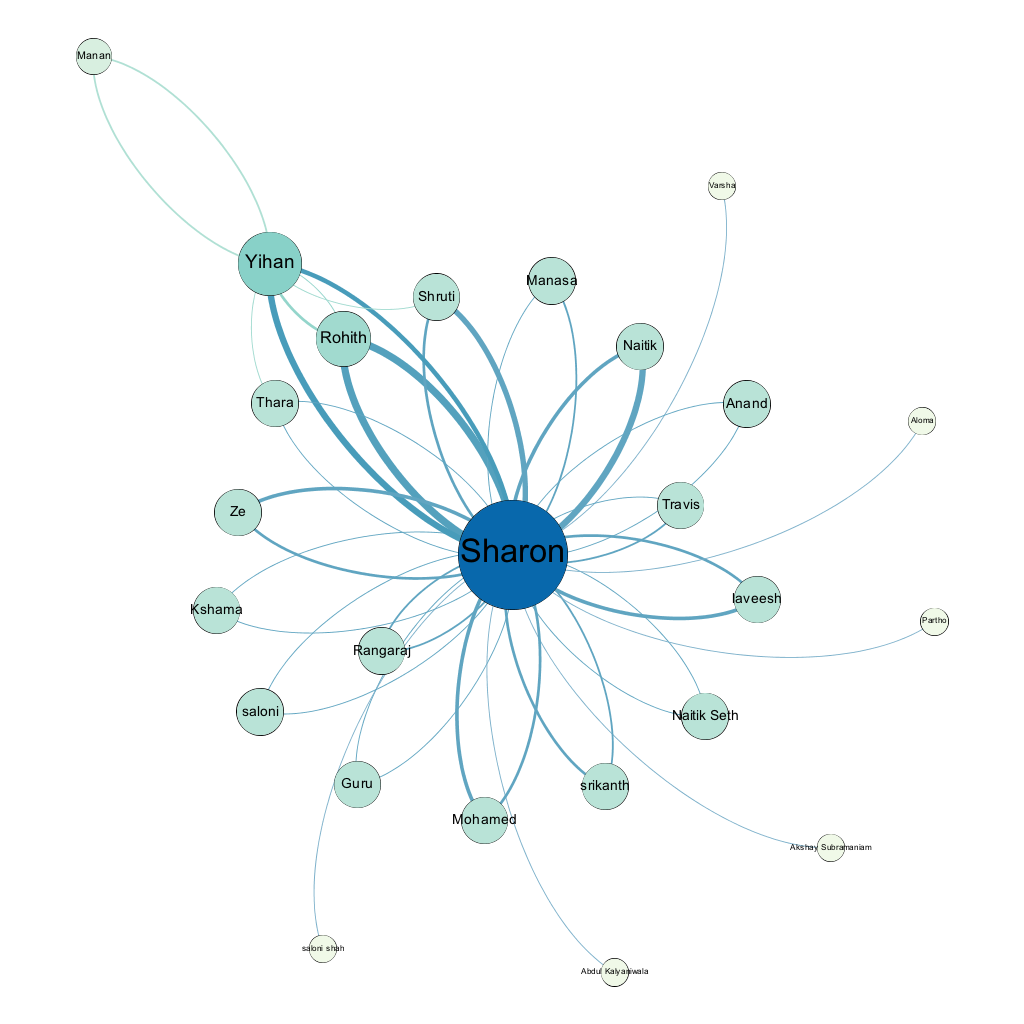 Manan
Varsha
Yihan
Manasa
Shruti
Rohith
Naitik
Thara
Anand
Aloma
Ze
Travis
Sharon
laveesh
Kshama
Partho
Rangaraj
saloni
Naitik Seth
Guru
srikanth
Mohamed
Akshay Subramaniam
saloni shah
Abdul Kalyaniwala